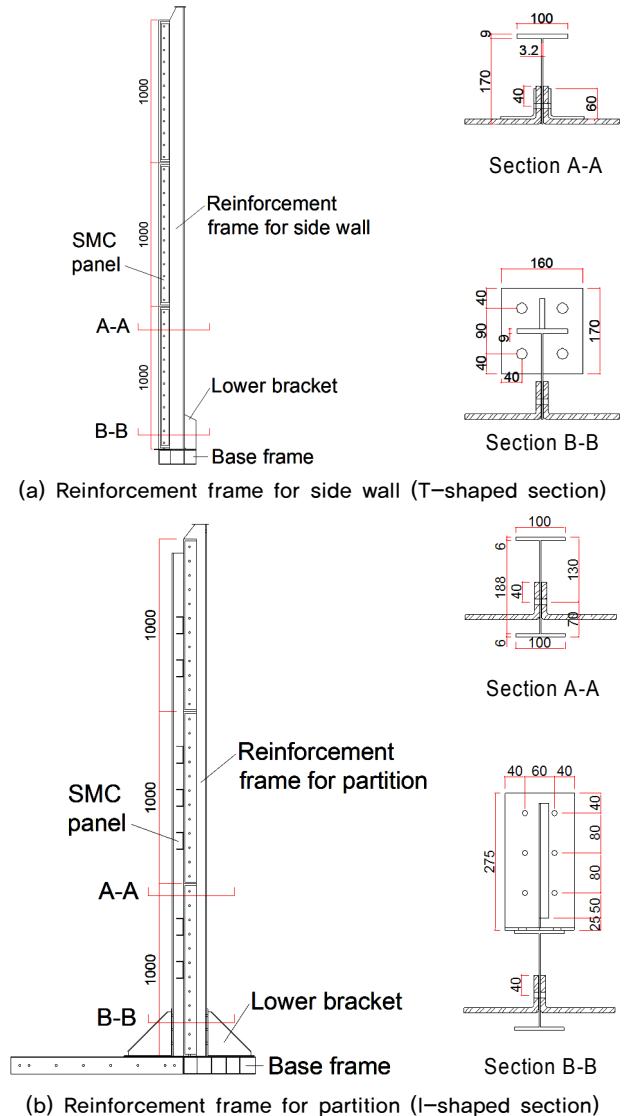 1000
1000
1000
Reinforcement
frame for side wall
SMC
panel
A-A
Lower bracket
B-B
Base frame
100
9
3.2
170
40
60
Section A-A
160
40
90
9
40
40
170
Section B-B
(a) Reinforcement frame for side wall (T-shaped section)
1000
1000
1000
Reinforcement
frame for partition
SMC
panel
A-A
B-B
Lower bracket
Base frame
100
6
188
40
130
70
6
100
Section A-A
40 60 40
275
40
80
80
50
25
40
Section B-B
(b) Reinforcement frame for partition (I-shaped section)